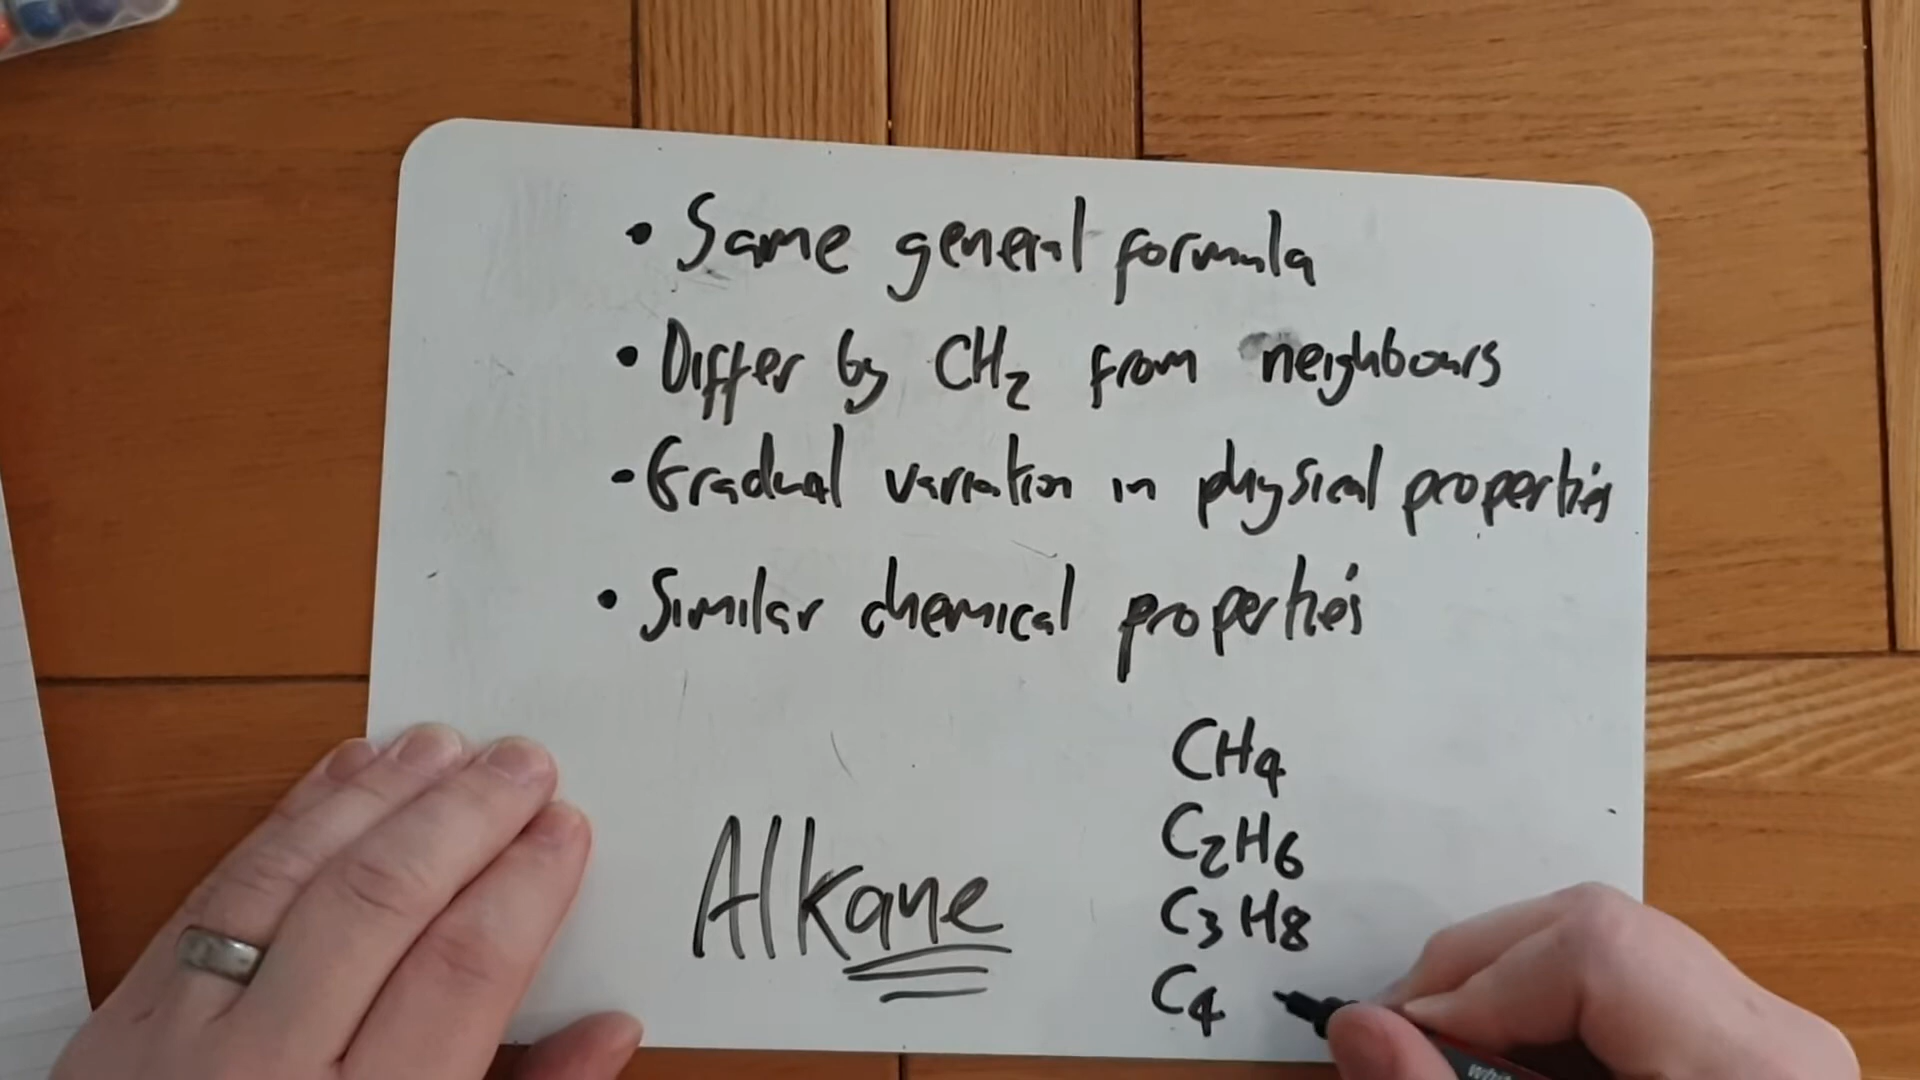 • Same general formula
• Differ by CH₂ from neighbours
• Gradual variation in physical properties
• Similar chemical properties
Alkane
CH₄
C₂H₆
C₃H₈
C₄